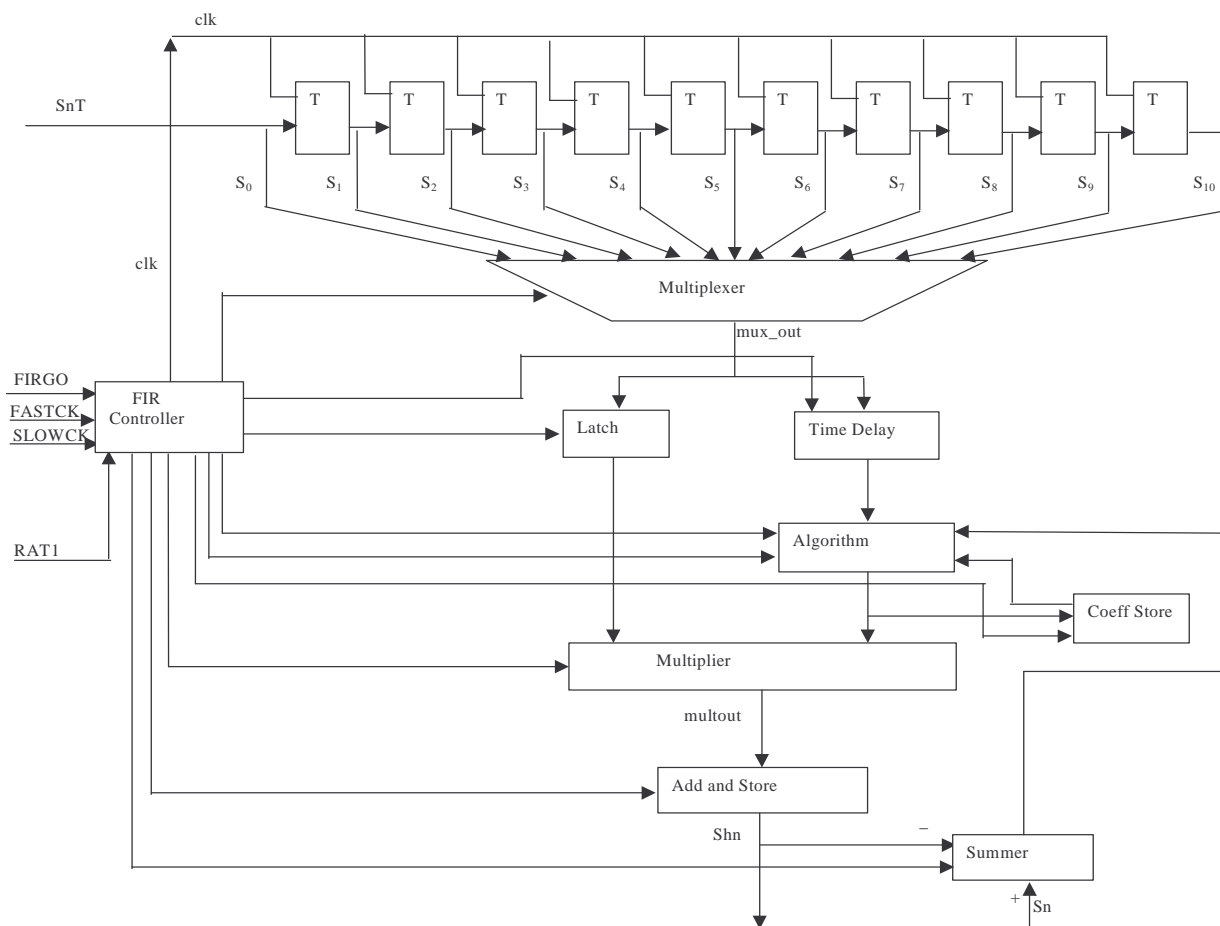 clk
T T T T T T T T T T
SnT
S0 S1 S2 S3 S4 S5 S6 S7 S8 S9 S10
clk
Multiplexer
mux_out
FIRGO
FASTCK
SLOWCK
FIR
Controller
Latch
Time Delay
RAT1
Algorithm
Coeff Store
Multiplier
multout
Add and Store
Shn
–
Summer
+
Sn